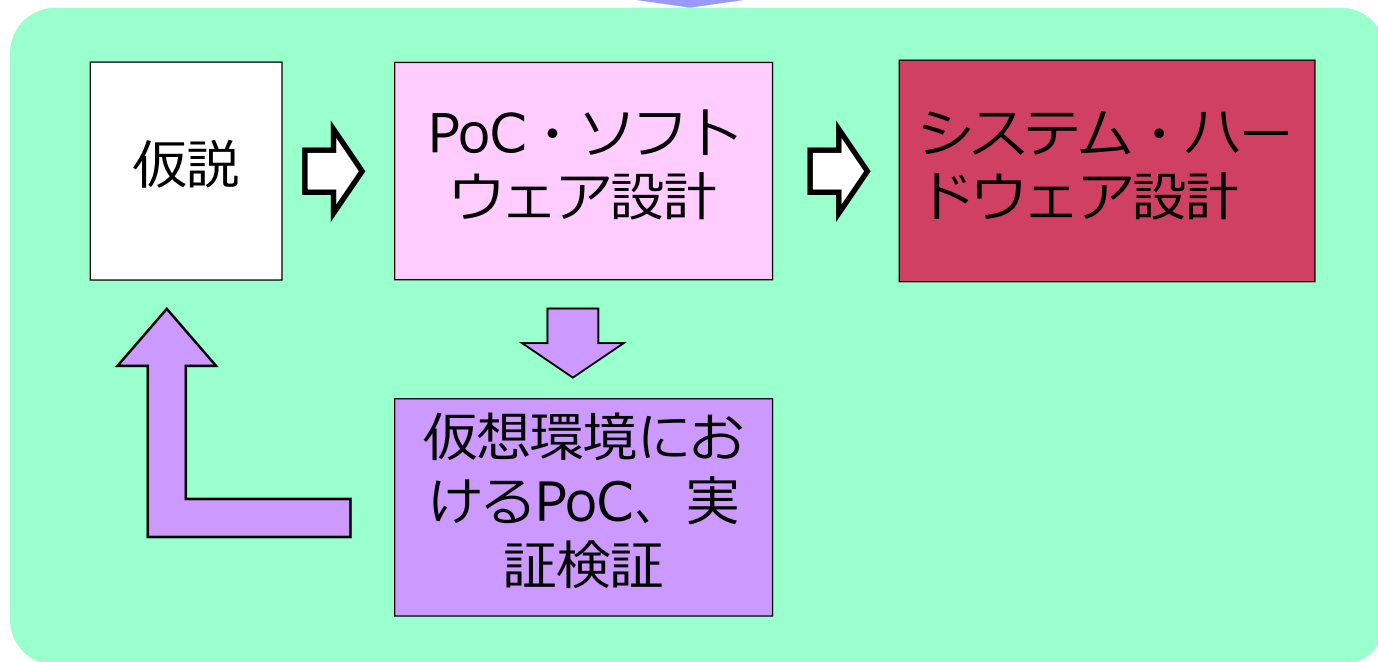 仮説
PoC・ソフト
ウェア設計
システム・ハー
ドウェア設計
仮想環境にお
けるPoC、実
証検証